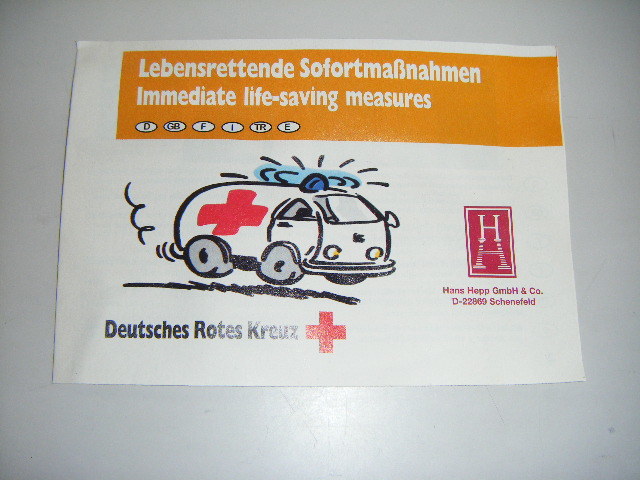 Lebensrettende Sofortmaßnahmen
Immediate life-saving measures
D GB F I TR E
H
H
Hans Hepp GmbH & Co.
D-22869 Schenefeld
Deutsches Rotes Kreuz